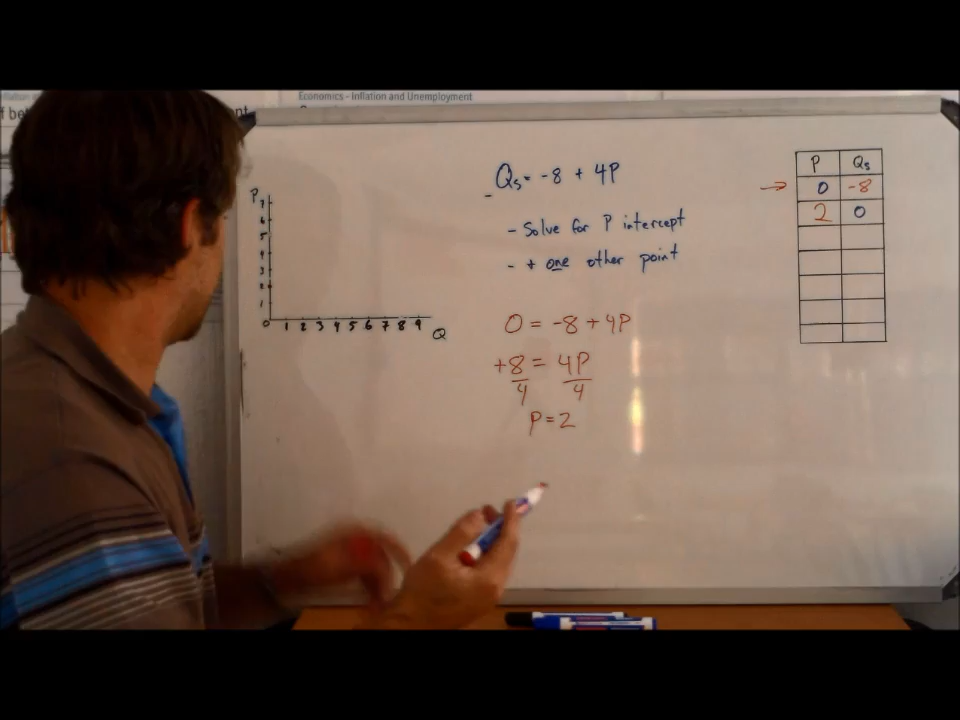 Economics - Inflation and Unemployment
Qs = -8 + 4P
- Solve for P intercept
- + one other point
0 = -8 + 4P
+8 = 4P
4 4
P = 2
P
7
6
5
4
3
2
1
0 1 2 3 4 5 6 7 8 9 Q
P Qs
→ 0 -8
2 0